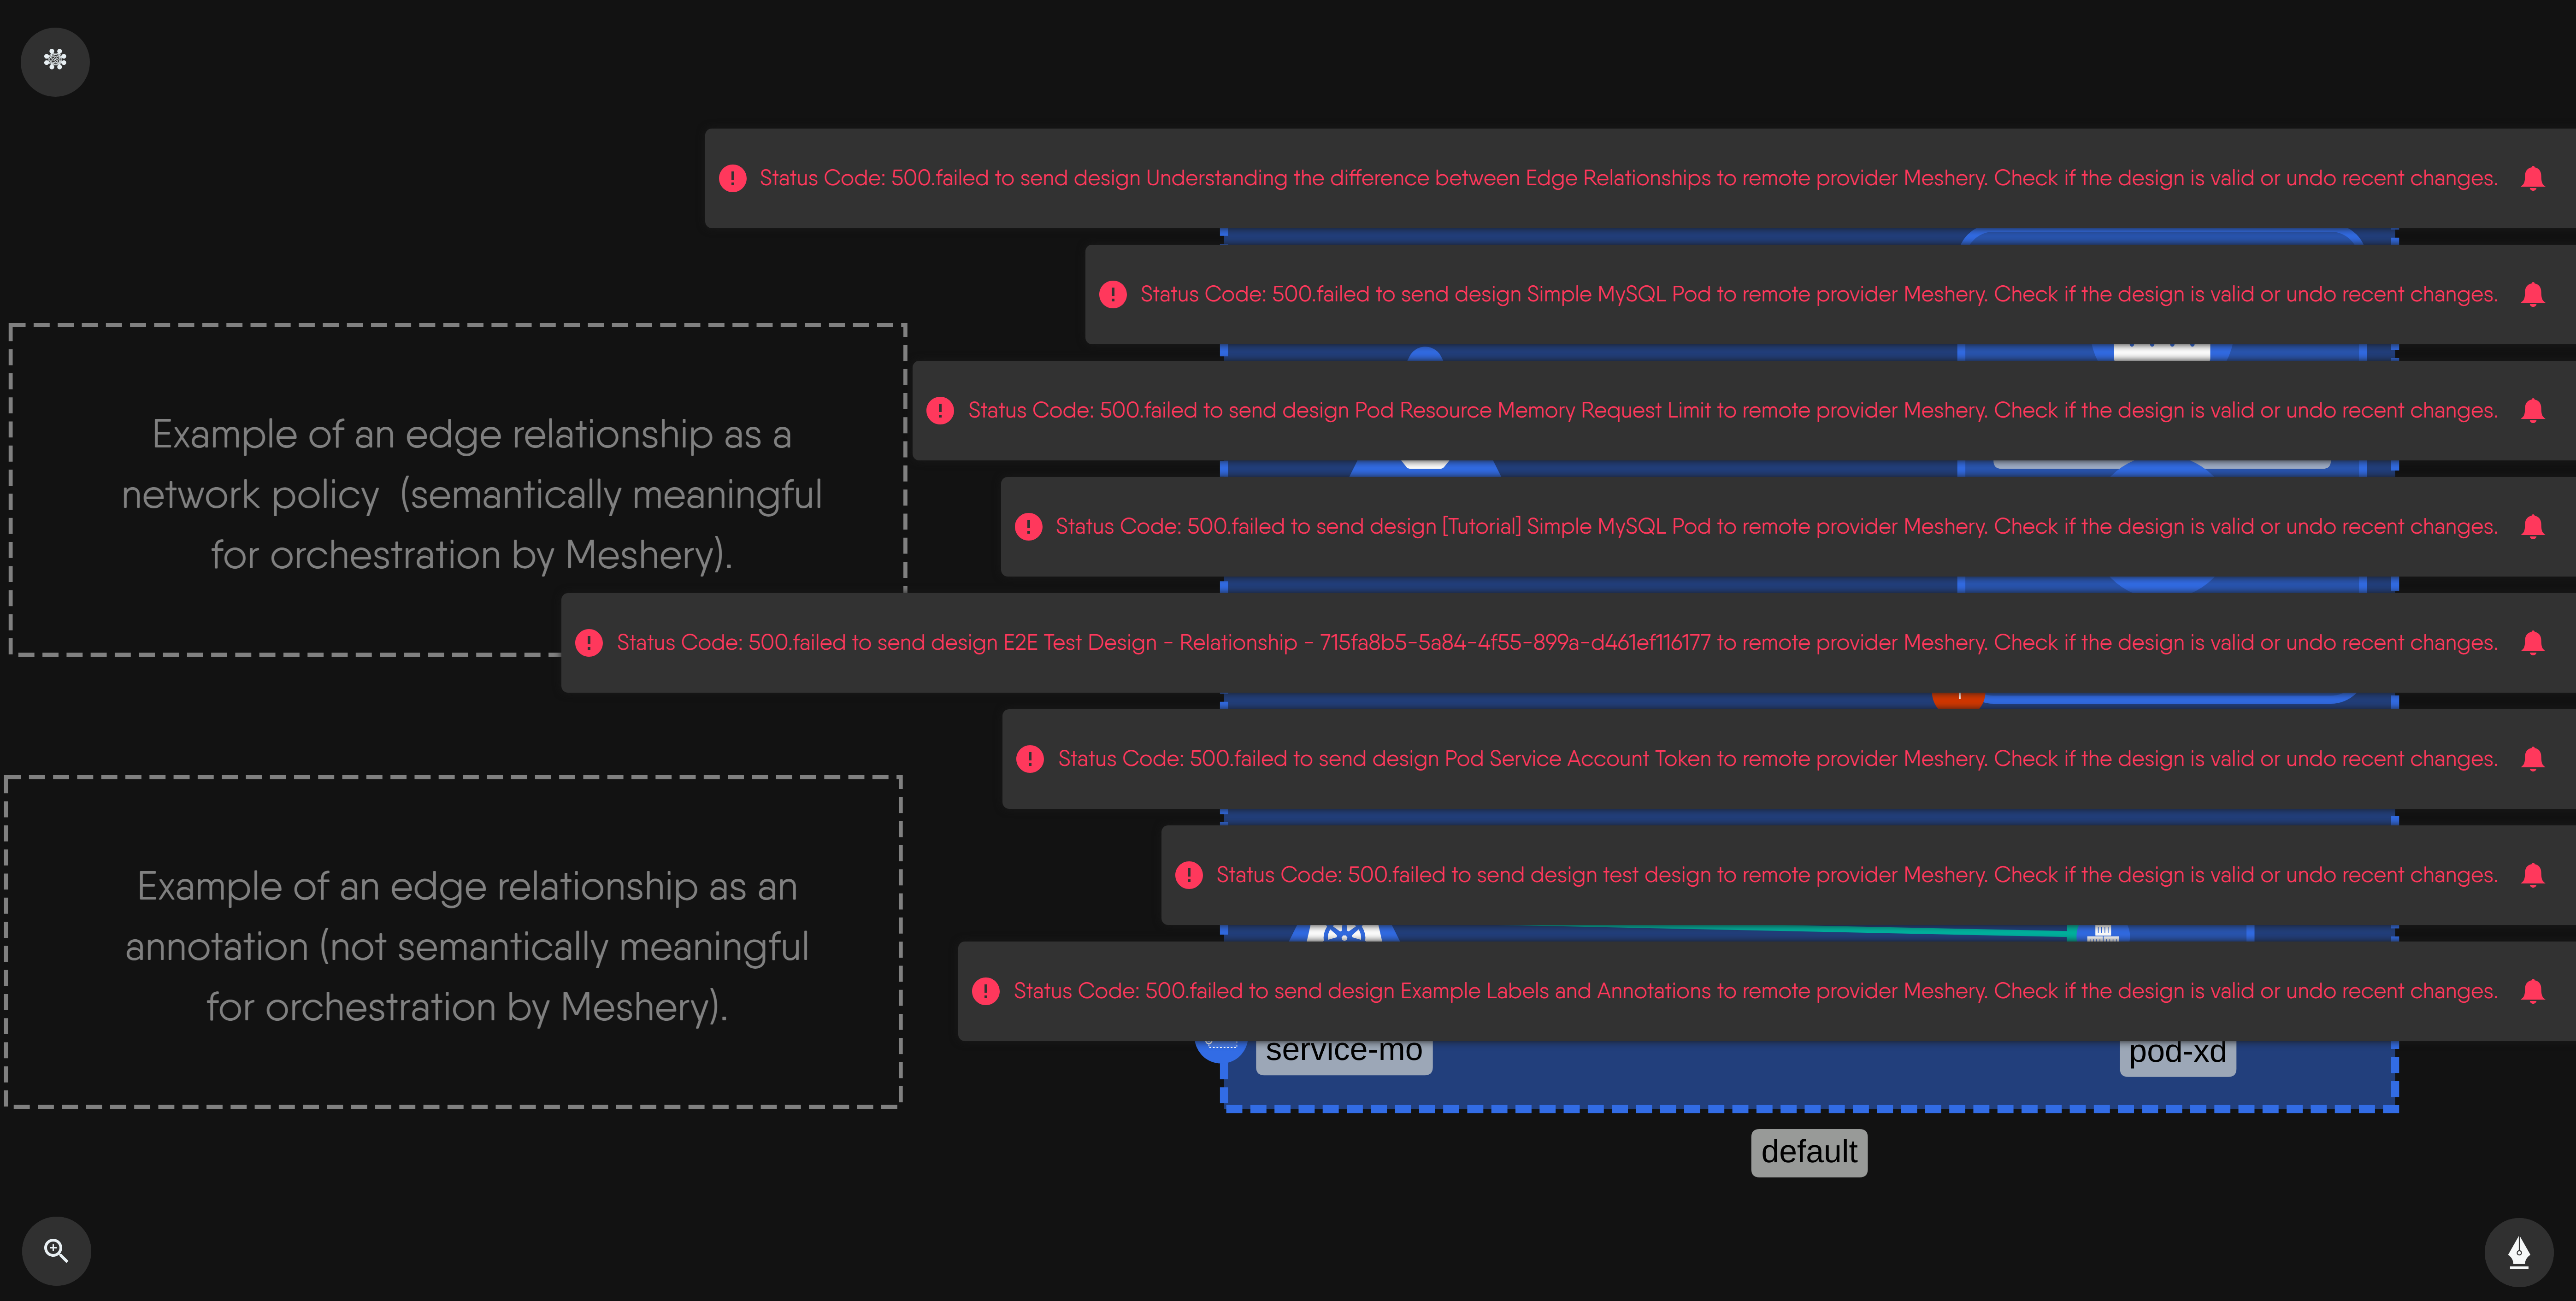 Status Code: 500.failed to send design Understanding the difference between Edge Relationships to remote provider Meshery. Check if the design is valid or undo recent changes.
Status Code: 500.failed to send design Simple MySQL Pod to remote provider Meshery. Check if the design is valid or undo recent changes.
Status Code: 500.failed to send design Pod Resource Memory Request Limit to remote provider Meshery. Check if the design is valid or undo recent changes.
Status Code: 500.failed to send design [Tutorial] Simple MySQL Pod to remote provider Meshery. Check if the design is valid or undo recent changes.
Status Code: 500.failed to send design E2E Test Design - Relationship - 715fa8b5-5a84-4f55-899a-d461ef116177 to remote provider Meshery. Check if the design is valid or undo recent changes.
Status Code: 500.failed to send design Pod Service Account Token to remote provider Meshery. Check if the design is valid or undo recent changes.
Status Code: 500.failed to send design test design to remote provider Meshery. Check if the design is valid or undo recent changes.
Status Code: 500.failed to send design Example Labels and Annotations to remote provider Meshery. Check if the design is valid or undo recent changes.
Example of an edge relationship as a
network policy  (semantically meaningful
for orchestration by Meshery).
Example of an edge relationship as an
annotation (not semantically meaningful
for orchestration by Meshery).
service-mo
pod-xd
default